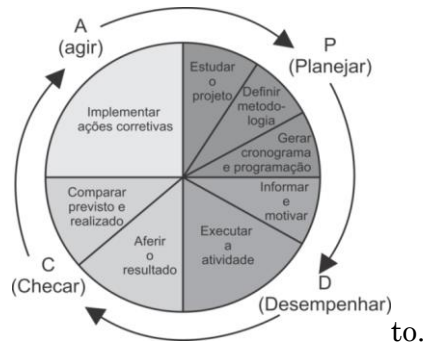 A
(agir)
P
(Planejar)
Estudar
o
projeto
Definir
metodo-
logia
Gerar
cronograma
e programação
Implementar
ações corretivas
Informar
e
motivar
Comparar
previsto e
realizado
Executar
a
atividade
Aferir
o
resultado
C
(Checar)
D
(Desempenhar)
to.